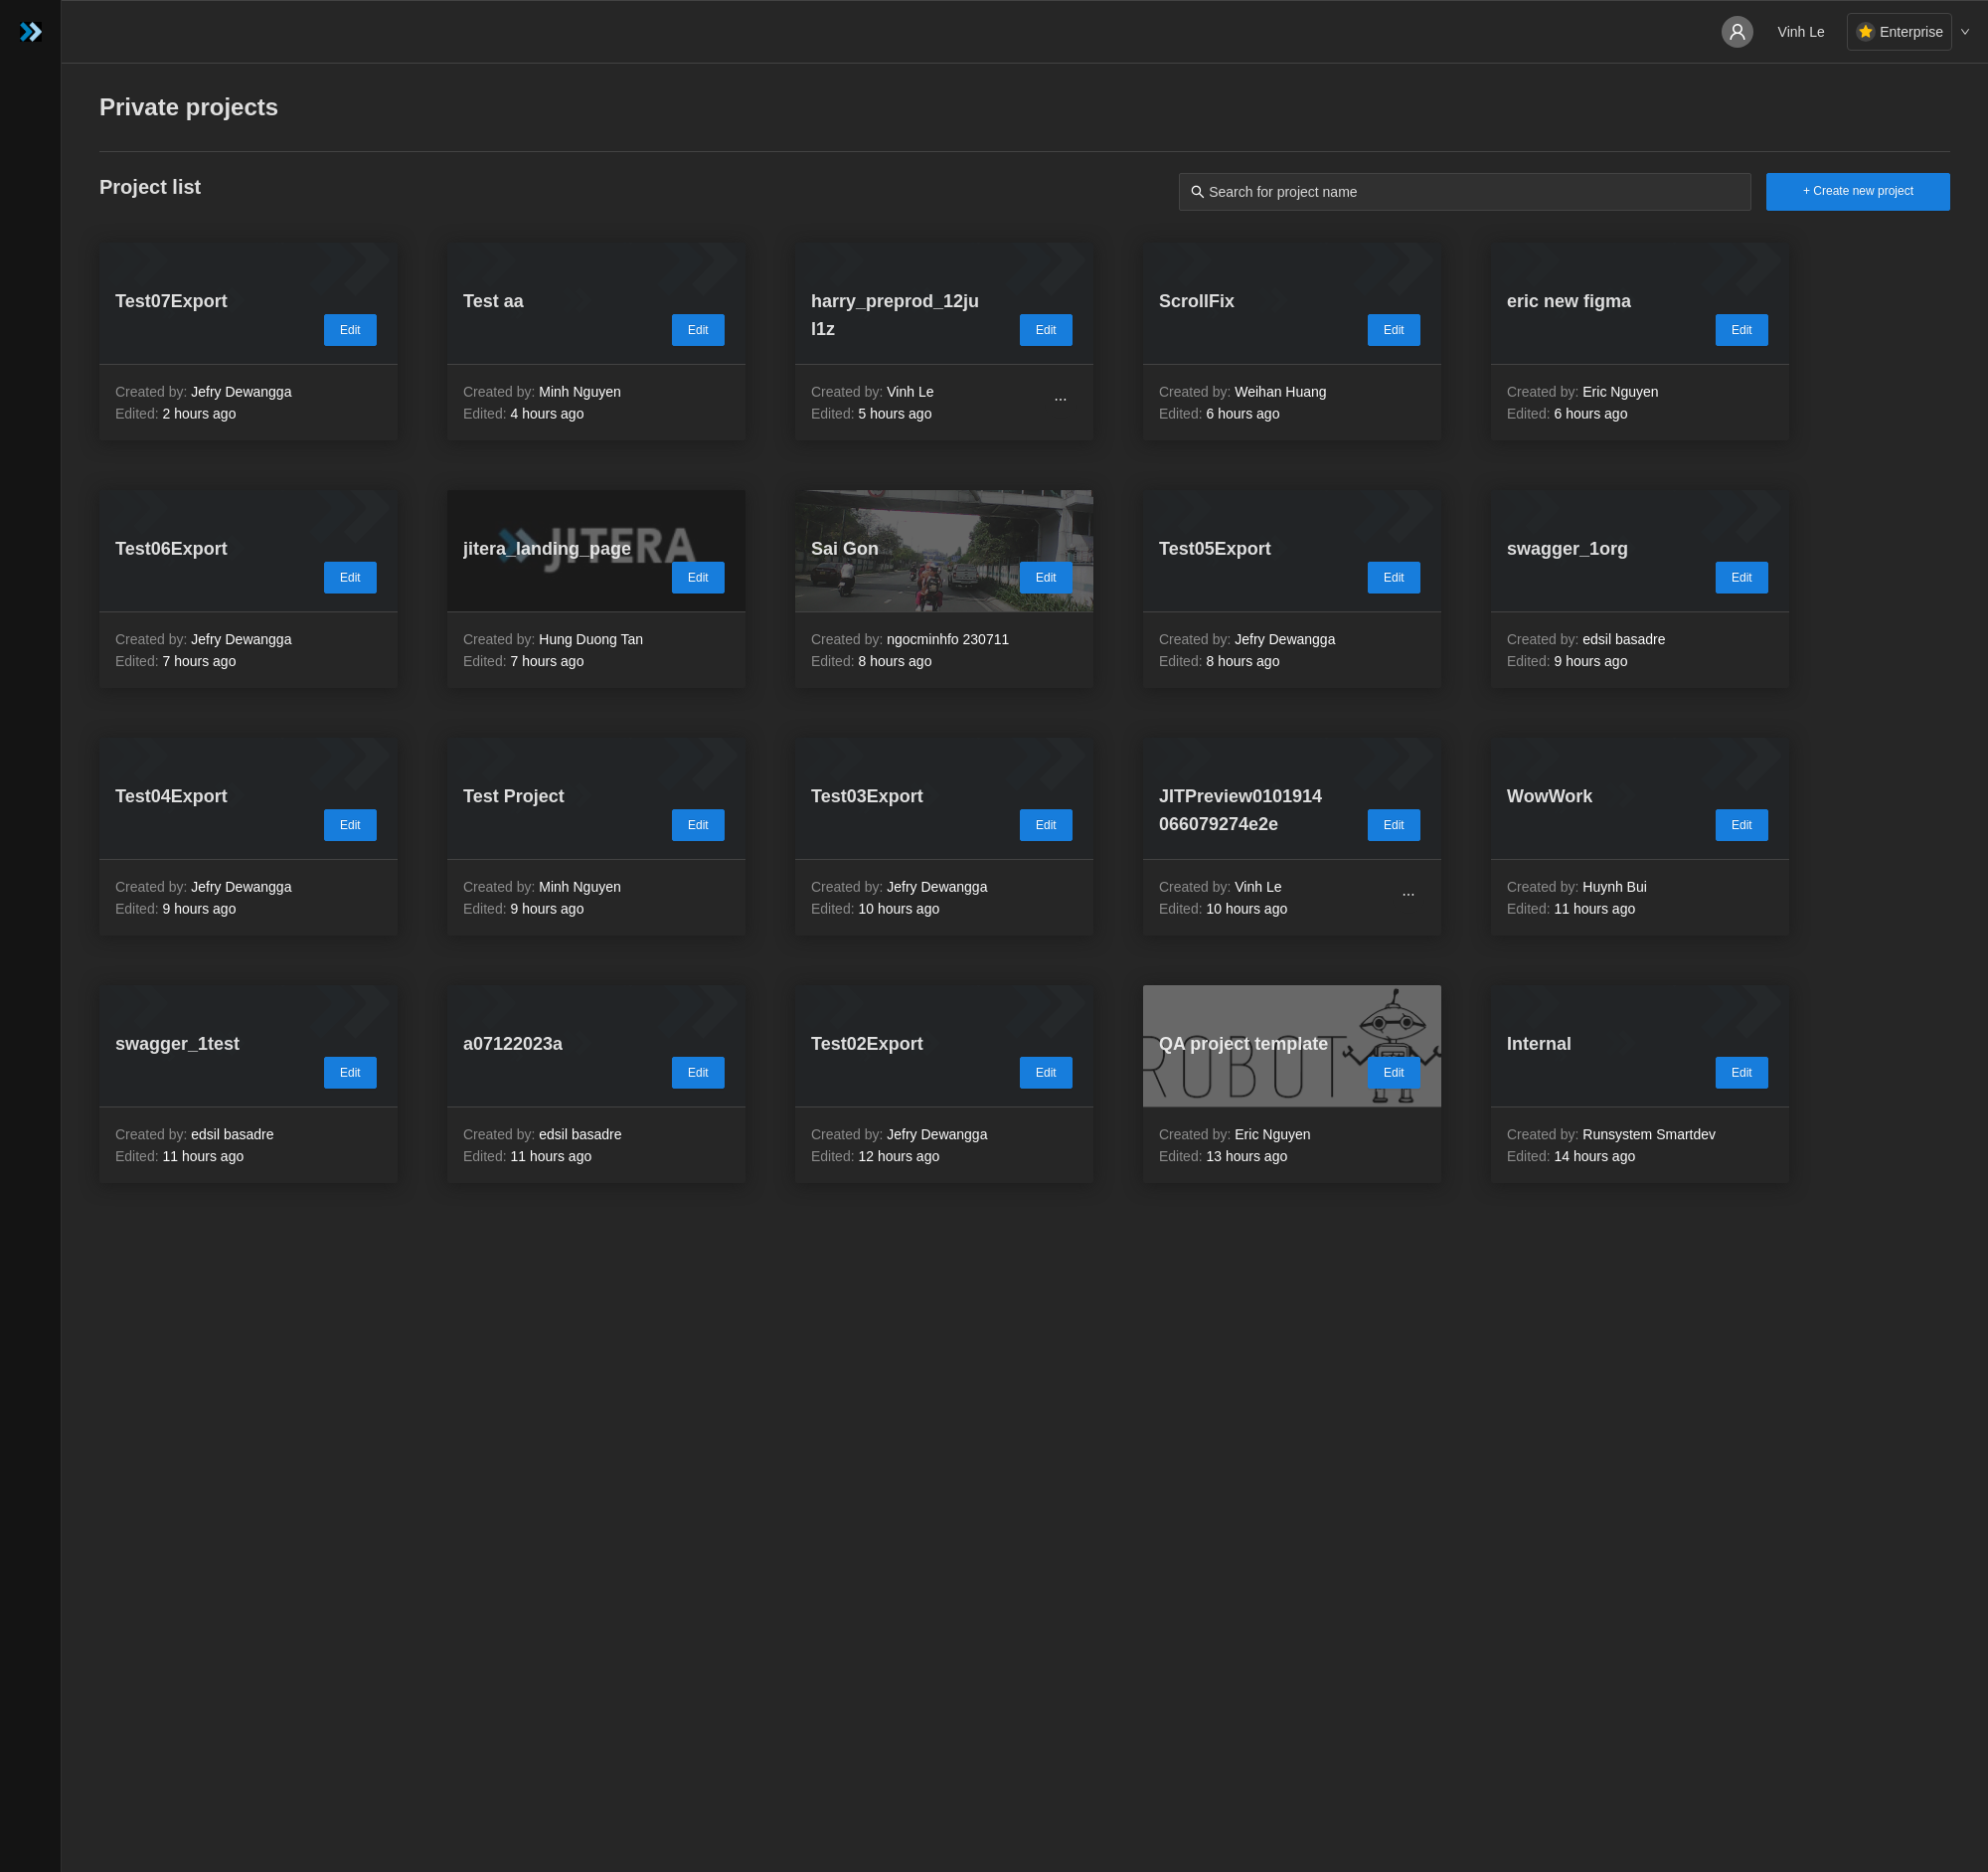 Vinh Le
Enterprise
Private projects
Project list
Search for project name
+ Create new project
Test07Export
Edit
Created by: Jefry Dewangga
Edited: 2 hours ago
Test aa
Edit
Created by: Minh Nguyen
Edited: 4 hours ago
harry_preprod_12ju
l1z
Edit
Created by: Vinh Le
...
Edited: 5 hours ago
ScrollFix
Edit
Created by: Weihan Huang
Edited: 6 hours ago
eric new figma
Edit
Created by: Eric Nguyen
Edited: 6 hours ago
Test06Export
Edit
Created by: Jefry Dewangga
Edited: 7 hours ago
JITERA
jitera_landing_page
Edit
Created by: Hung Duong Tan
Edited: 7 hours ago
Sai Gon
Edit
Created by: ngocminhfo 230711
Edited: 8 hours ago
Test05Export
Edit
Created by: Jefry Dewangga
Edited: 8 hours ago
swagger_1org
Edit
Created by: edsil basadre
Edited: 9 hours ago
Test04Export
Edit
Created by: Jefry Dewangga
Edited: 9 hours ago
Test Project
Edit
Created by: Minh Nguyen
Edited: 9 hours ago
Test03Export
Edit
Created by: Jefry Dewangga
Edited: 10 hours ago
JITPreview0101914
066079274e2e
Edit
Created by: Vinh Le
...
Edited: 10 hours ago
WowWork
Edit
Created by: Huynh Bui
Edited: 11 hours ago
swagger_1test
Edit
Created by: edsil basadre
Edited: 11 hours ago
a07122023a
Edit
Created by: edsil basadre
Edited: 11 hours ago
Test02Export
Edit
Created by: Jefry Dewangga
Edited: 12 hours ago
QA project template
ROBOT
Edit
Created by: Eric Nguyen
Edited: 13 hours ago
Internal
Edit
Created by: Runsystem Smartdev
Edited: 14 hours ago